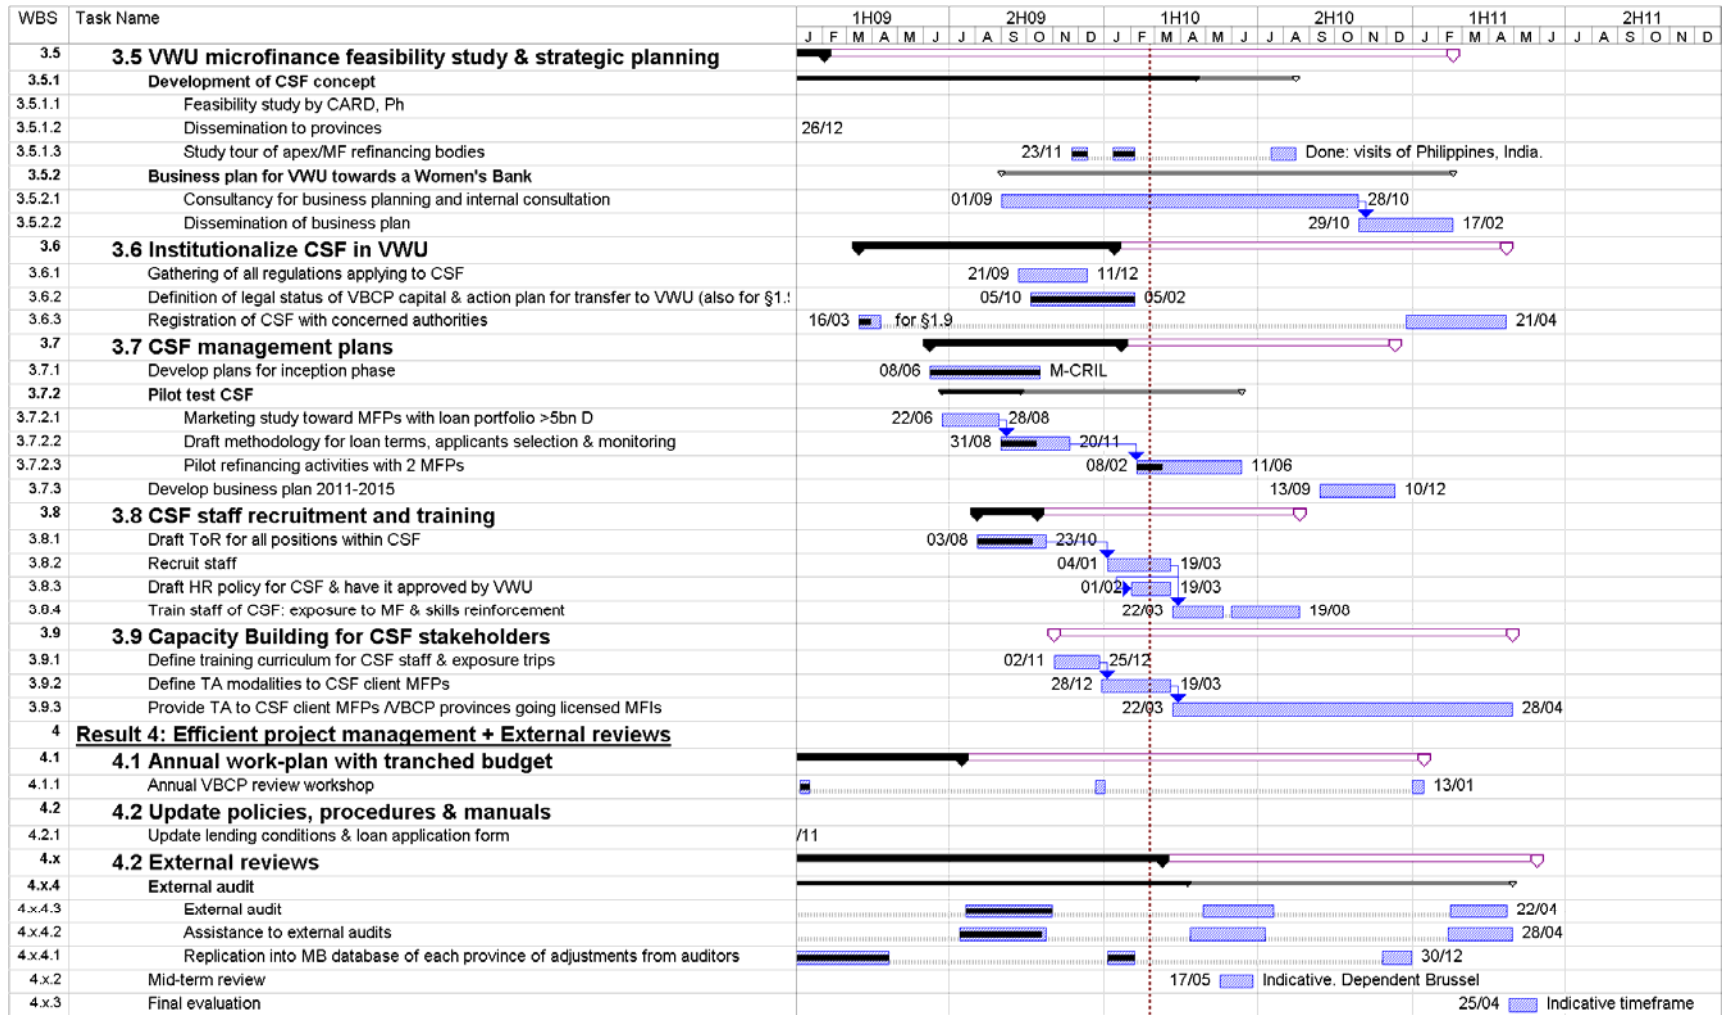 WBS Task Name 1H09 2H09 1H10 2H10 1H11 2H11
J F M A M J J A S O N D J F M A M J J A S O N D J F M A M J J A S O N D
3.5 3.5 VWU microfinance feasibility study & strategic planning
3.5.1 Development of CSF concept
3.5.1.1 Feasibility study by CARD, Ph
3.5.1.2 Dissemination to provinces 26/12
3.5.1.3 Study tour of apex/MF refinancing bodies 23/11 Done: visits of Philippines, India.
3.5.2 Business plan for VWU towards a Women's Bank
3.5.2.1 Consultancy for business planning and internal consultation 01/09 28/10
3.5.2.2 Dissemination of business plan 29/10 17/02
3.6 3.6 Institutionalize CSF in VWU
3.6.1 Gathering of all regulations applying to CSF 21/09 11/12
3.6.2 Definition of legal status of VBCP capital & action plan for transfer to VWU (also for §1.! 05/10 05/02
3.6.3 Registration of CSF with concerned authorities 16/03 for §1.9 21/04
3.7 3.7 CSF management plans
3.7.1 Develop plans for inception phase 08/06 M-CRIL
3.7.2 Pilot test CSF
3.7.2.1 Marketing study toward MFPs with loan portfolio >5bn D 22/06 28/08
3.7.2.2 Draft methodology for loan terms, applicants selection & monitoring 31/08 20/11
3.7.2.3 Pilot refinancing activities with 2 MFPs 08/02 11/06
3.7.3 Develop business plan 2011-2015 13/09 10/12
3.8 3.8 CSF staff recruitment and training
3.8.1 Draft ToR for all positions within CSF 03/08 23/10
3.8.2 Recruit staff 04/01 19/03
3.8.3 Draft HR policy for CSF & have it approved by VWU 01/02 19/03
3.8.4 Train staff of CSF: exposure to MF & skills reinforcement 22/03 19/08
3.9 3.9 Capacity Building for CSF stakeholders
3.9.1 Define training curriculum for CSF staff & exposure trips 02/11 25/12
3.9.2 Define TA modalities to CSF client MFPs 28/12 19/03
3.9.3 Provide TA to CSF client MFPs /VBCP provinces going licensed MFIs 22/03 28/04
4 Result 4: Efficient project management + External reviews
4.1 4.1 Annual work-plan with tranched budget
4.1.1 Annual VBCP review workshop 13/01
4.2 4.2 Update policies, procedures & manuals
4.2.1 Update lending conditions & loan application form /11
4.x 4.2 External reviews
4.x.4 External audit
4.x.4.3 External audit 22/04
4.x.4.2 Assistance to external audits 28/04
4.x.4.1 Replication into MB database of each province of adjustments from auditors 30/12
4.x.2 Mid-term review 17/05 Indicative. Dependent Brussel
4.x.3 Final evaluation 25/04 Indicative timeframe